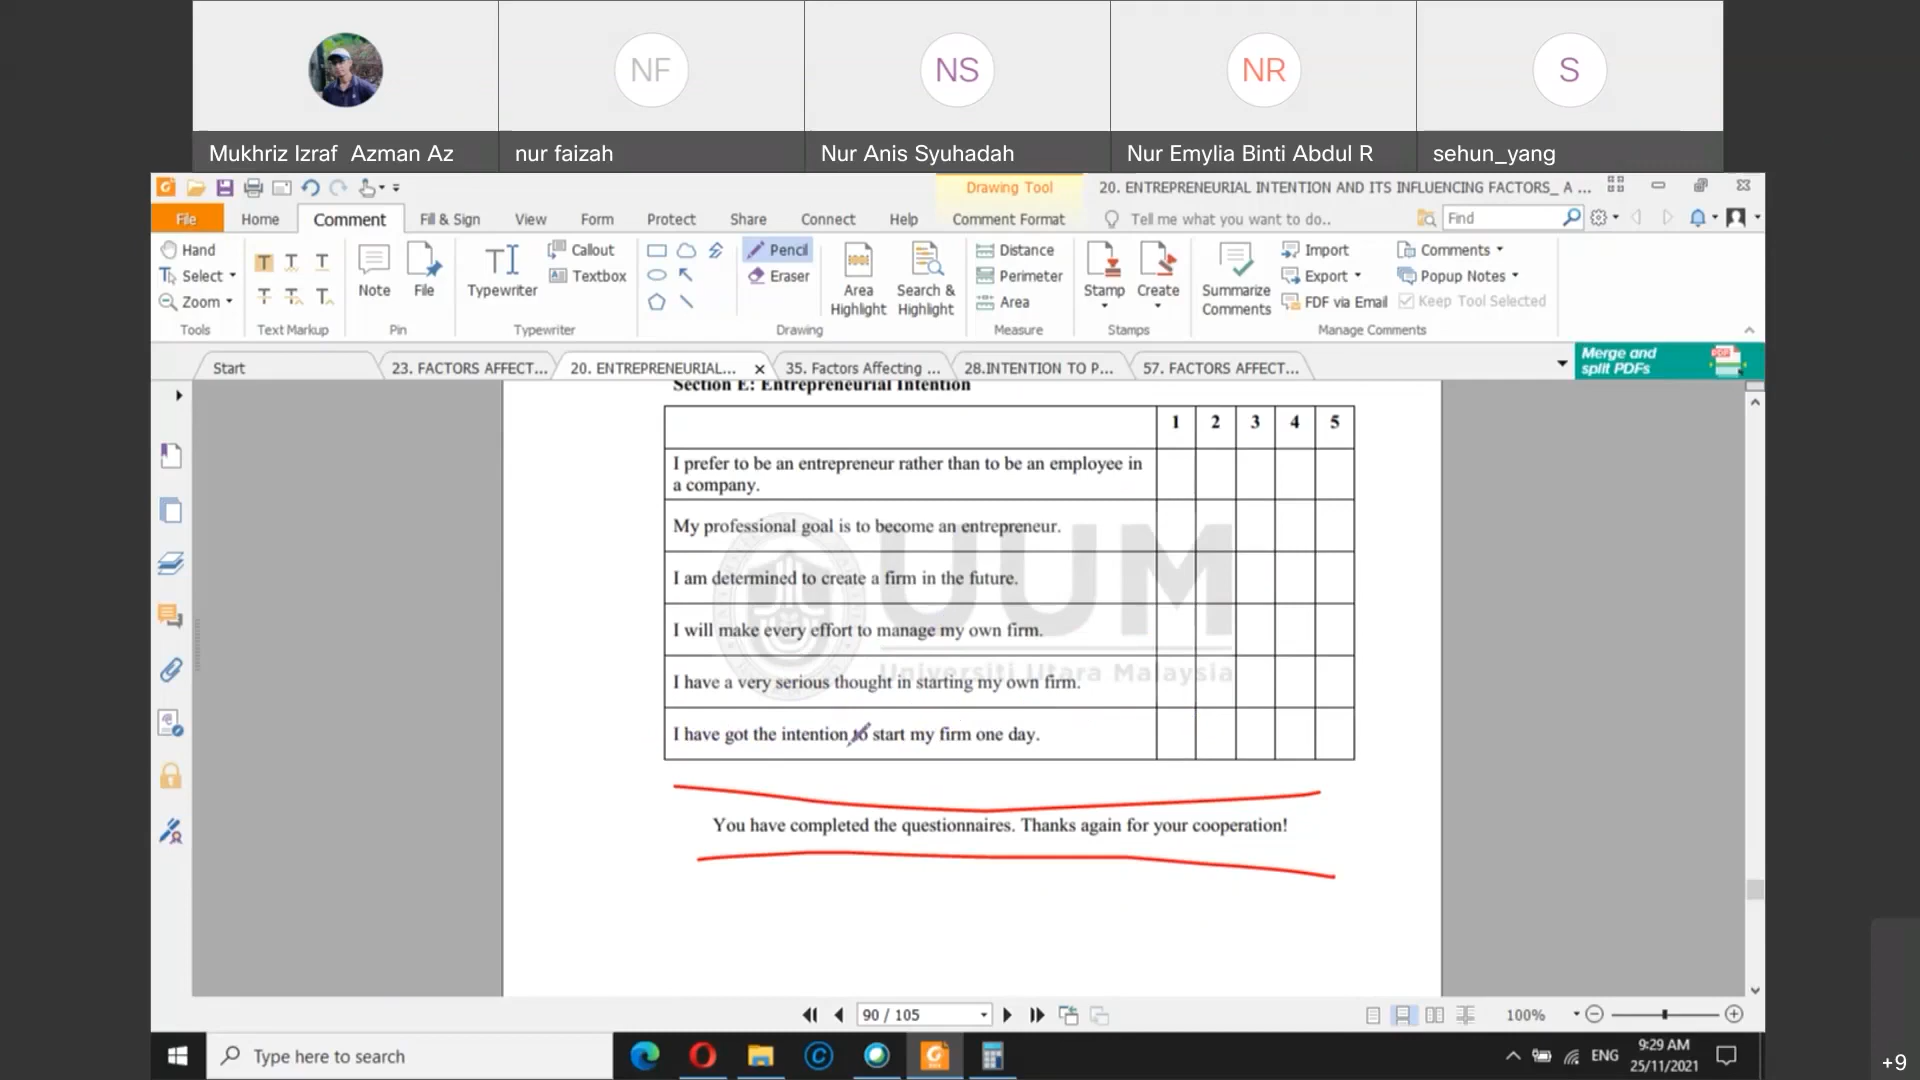 NF
NS
NR
S
Mukhriz Izraf Azman Az
nur faizah
Nur Anis Syuhadah
Nur Emylia Binti Abdul R
sehun_yang
Drawing Tool
20. ENTREPRENEURIAL INTENTION AND ITS INFLUENCING FACTORS_ A ...
File
Home
Comment
Fill & Sign
View
Form
Protect
Share
Connect
Help
Comment Format
Tell me what you want to do..
Find
Hand
Select
Zoom
Tools
Text Markup
Note
File
Pin
Typewriter
Callout
Textbox
Typewriter
Pencil
Eraser
Area
Highlight
Search &
Highlight
Drawing
Distance
Perimeter
Area
Measure
Stamp
Create
Stamps
Summarize
Comments
Import
Export
FDF via Email
Comments
Popup Notes
Keep Tool Selected
Manage Comments
Start
23. FACTORS AFFECT...
20. ENTREPRENEURIAL...
35. Factors Affecting ...
28.INTENTION TO P...
57. FACTORS AFFECT...
Merge and
split PDFs
Section E: Entrepreneurial Intention
1 2 3 4 5
I prefer to be an entrepreneur rather than to be an employee in
a company.
My professional goal is to become an entrepreneur.
I am determined to create a firm in the future.
I will make every effort to manage my own firm.
I have a very serious thought in starting my own firm.
I have got the intention to start my firm one day.
UUM
Universiti Utara Malaysia
You have completed the questionnaires. Thanks again for your cooperation!
90 / 105
100%
Type here to search
ENG
9:29 AM
25/11/2021
+9